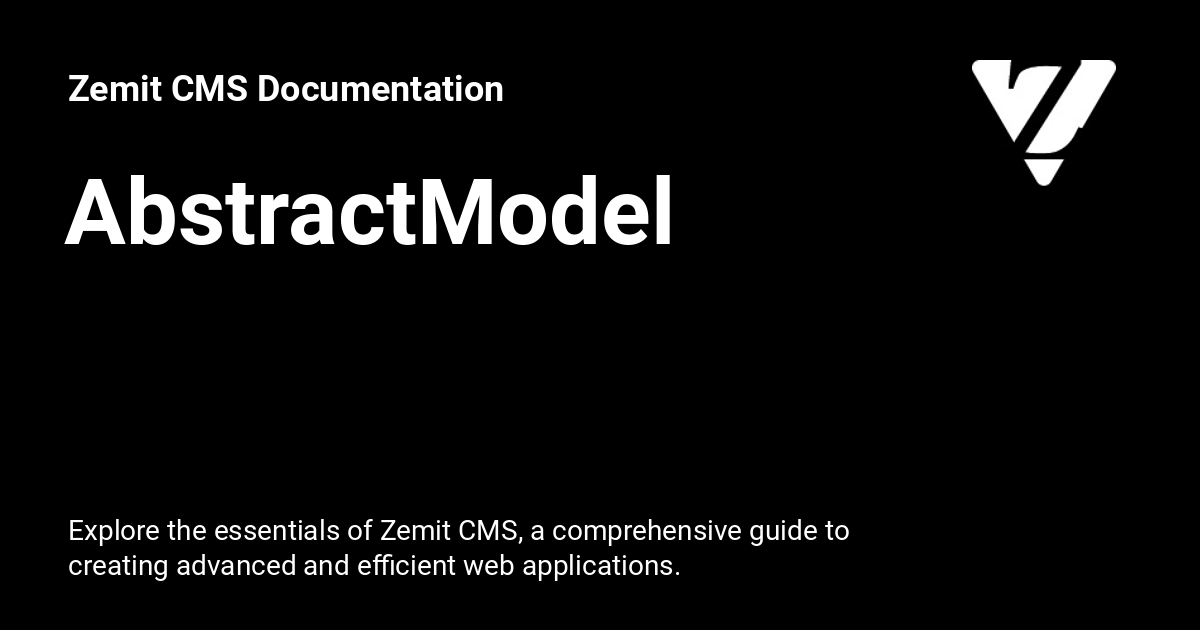 Zemit CMS Documentation
AbstractModel
Explore the essentials of Zemit CMS, a comprehensive guide to
creating advanced and efficient web applications.